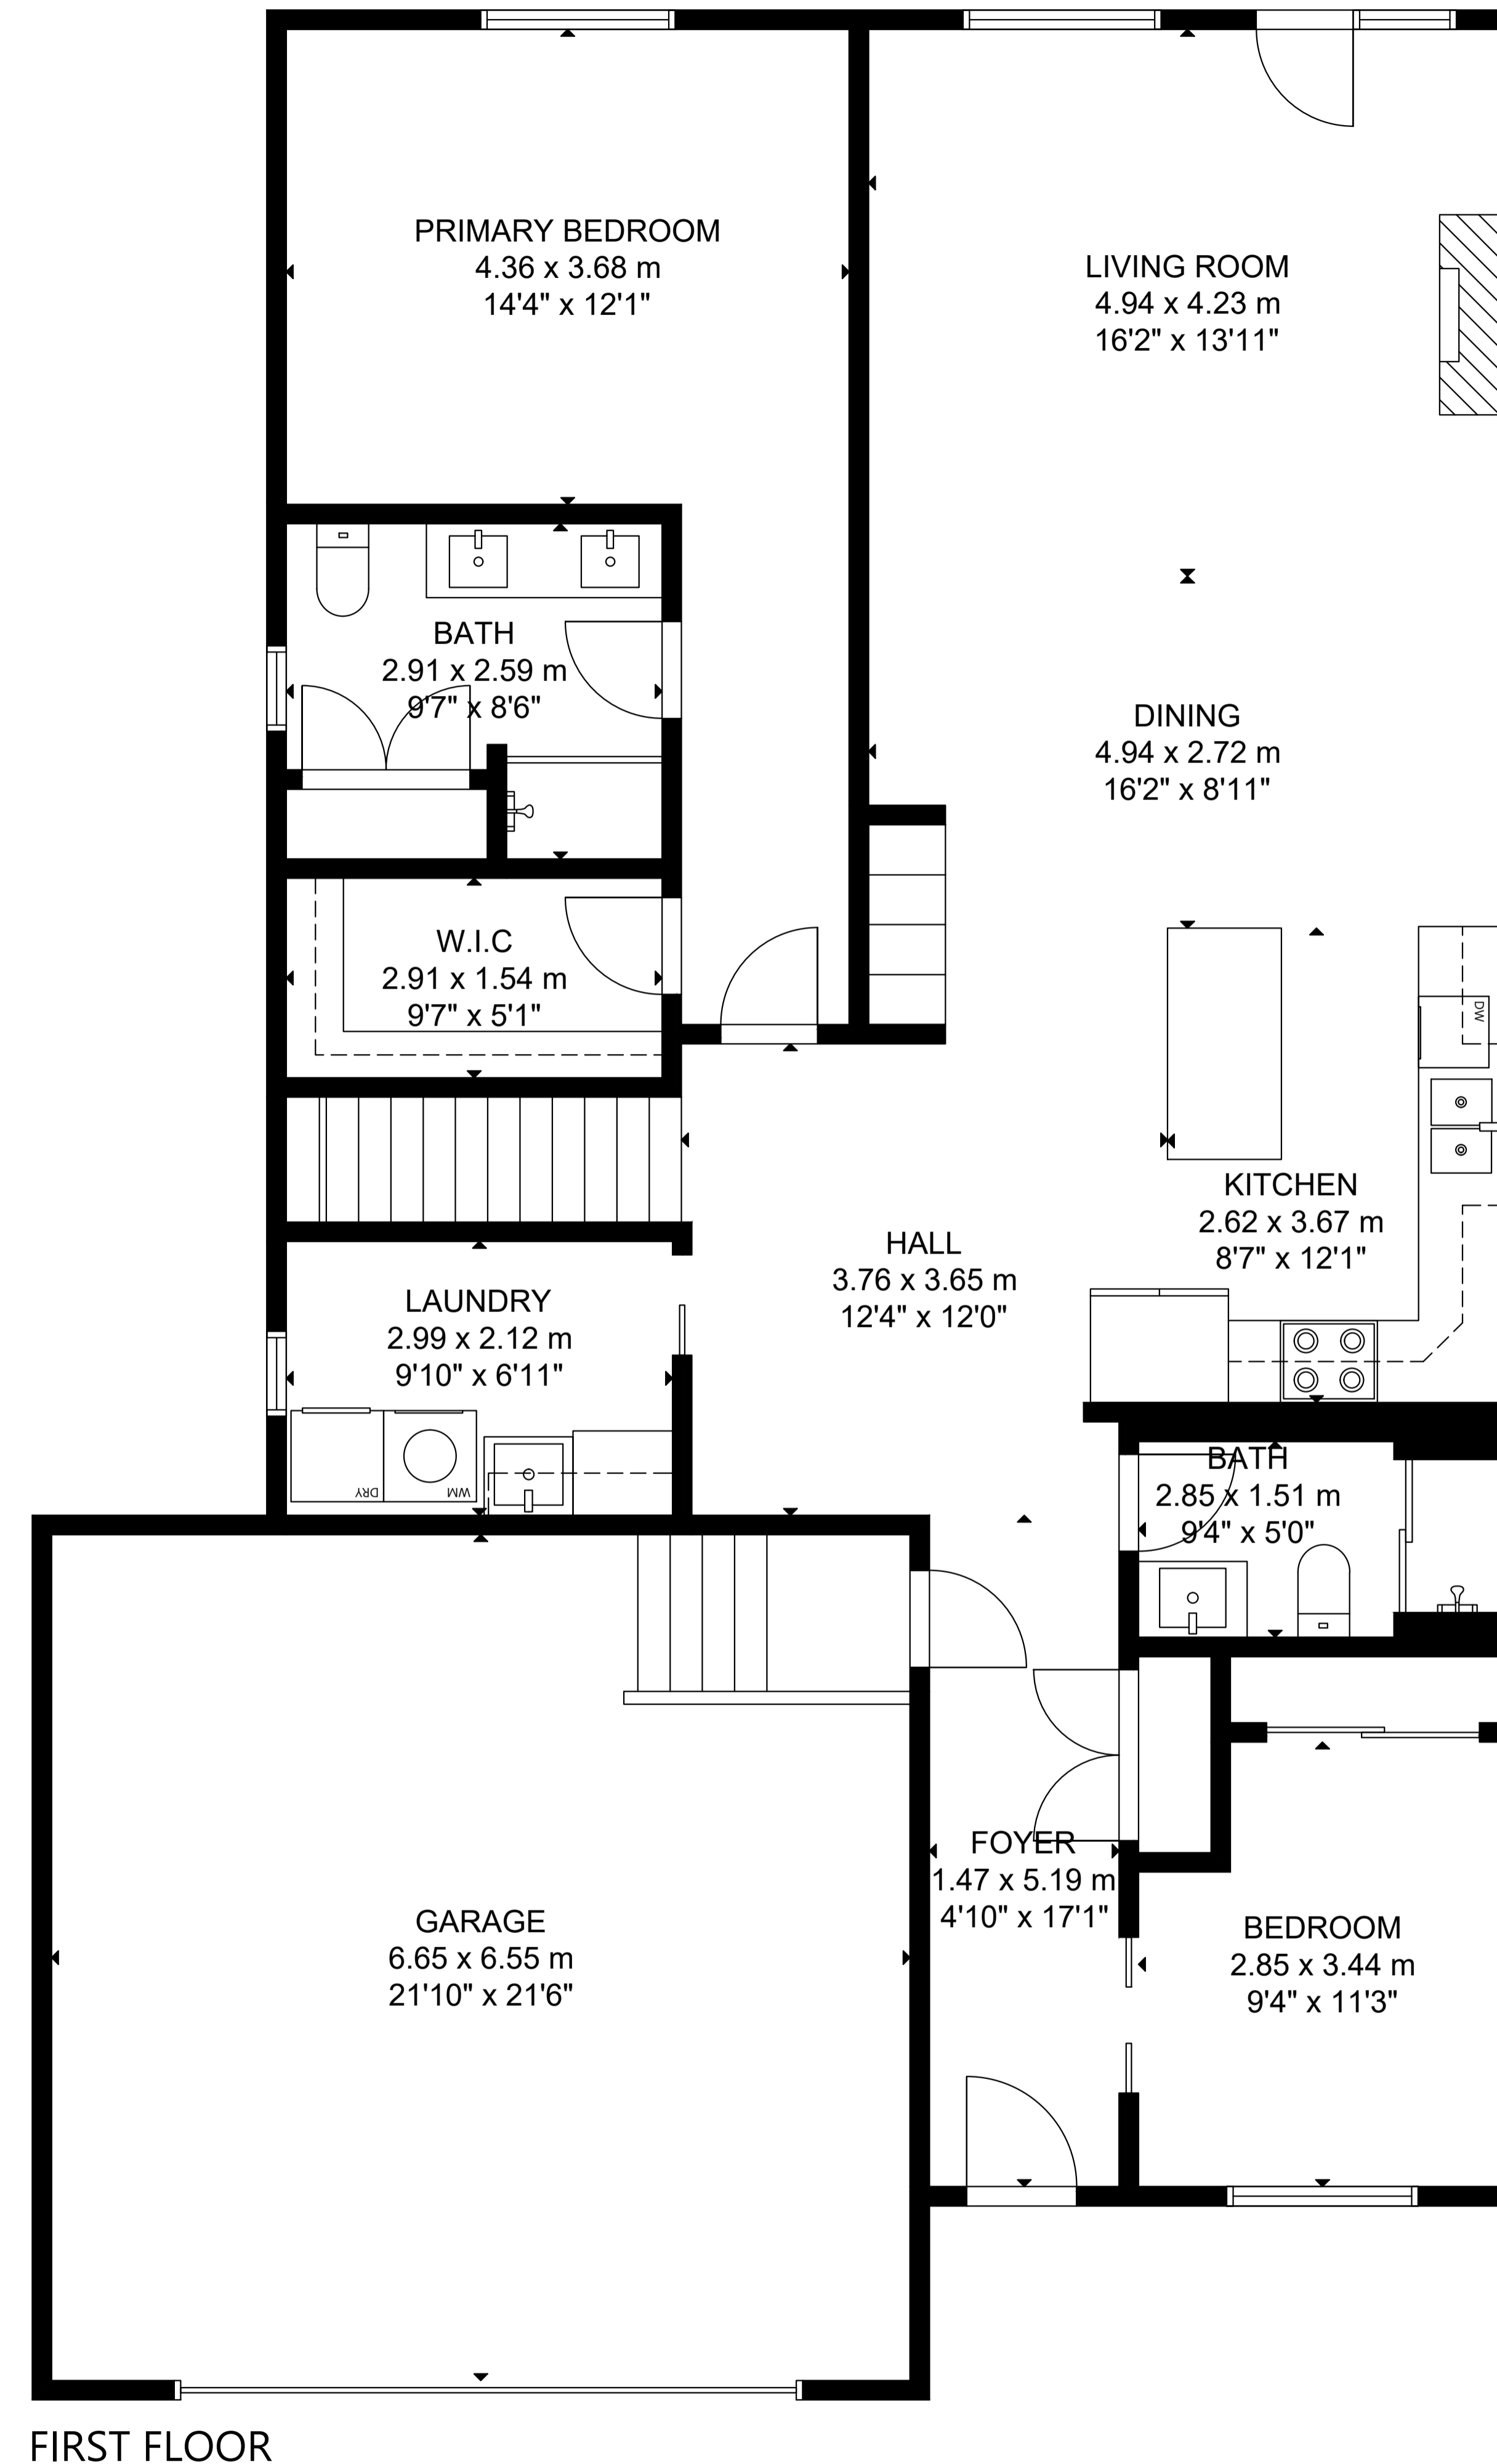 PRIMARY BEDROOM
4.36 x 3.68 m
14'4" x 12'1"
LIVING ROOM
4.94 x 4.23 m
16'2" x 13'11"
BATH
2.91 x 2.59 m
9'7" x 8'6"
DINING
4.94 x 2.72 m
16'2" x 8'11"
W.I.C
2.91 x 1.54 m
9'7" x 5'1"
DW
KITCHEN
2.62 x 3.67 m
8'7" x 12'1"
HALL
3.76 x 3.65 m
12'4" x 12'0"
LAUNDRY
2.99 x 2.12 m
9'10" x 6'11"
DRY
WM
BATH
2.85 x 1.51 m
9'4" x 5'0"
FOYER
1.47 x 5.19 m
4'10" x 17'1"
GARAGE
6.65 x 6.55 m
21'10" x 21'6"
BEDROOM
2.85 x 3.44 m
9'4" x 11'3"
FIRST FLOOR